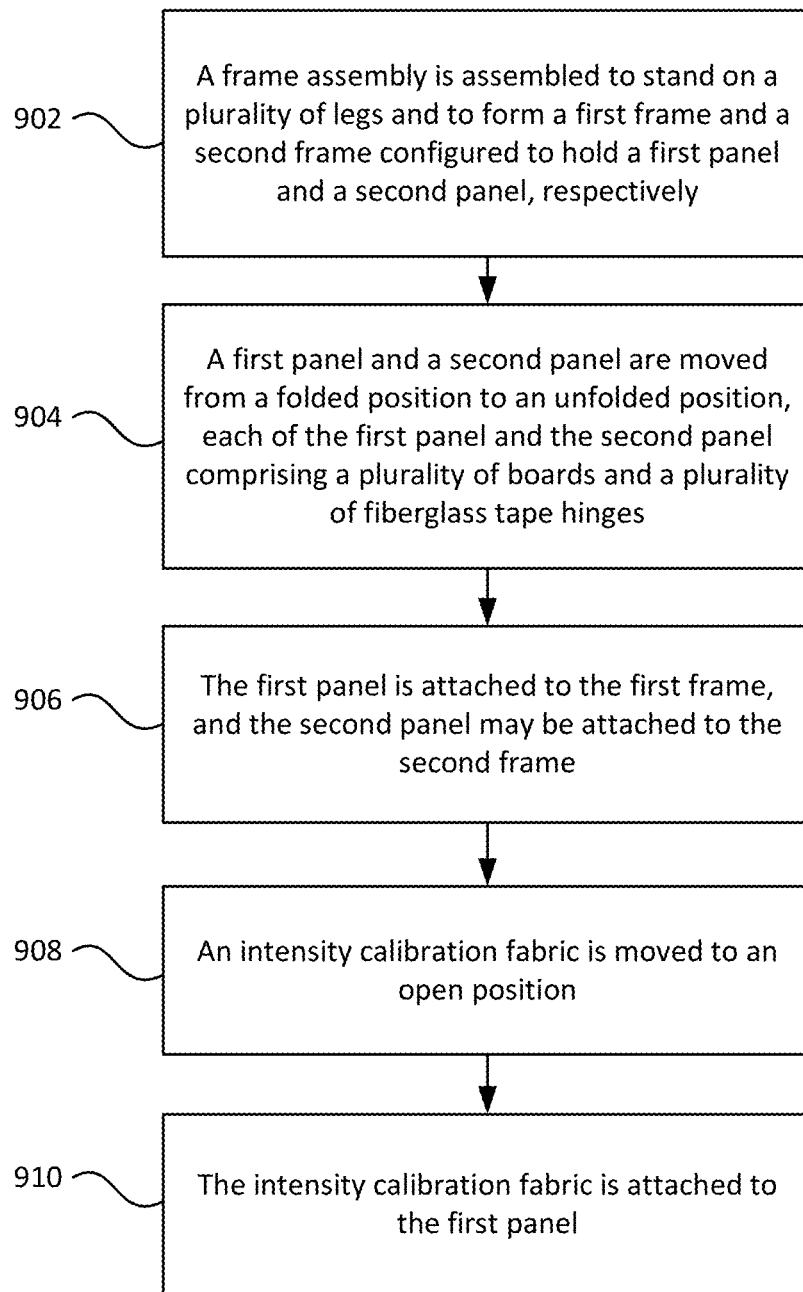 902
A frame assembly is assembled to stand on a
plurality of legs and to form a first frame and a
second frame configured to hold a first panel
and a second panel, respectively
904
A first panel and a second panel are moved
from a folded position to an unfolded position,
each of the first panel and the second panel
comprising a plurality of boards and a plurality
of fiberglass tape hinges
906
The first panel is attached to the first frame,
and the second panel may be attached to the
second frame
908
An intensity calibration fabric is moved to an
open position
910
The intensity calibration fabric is attached to
the first panel